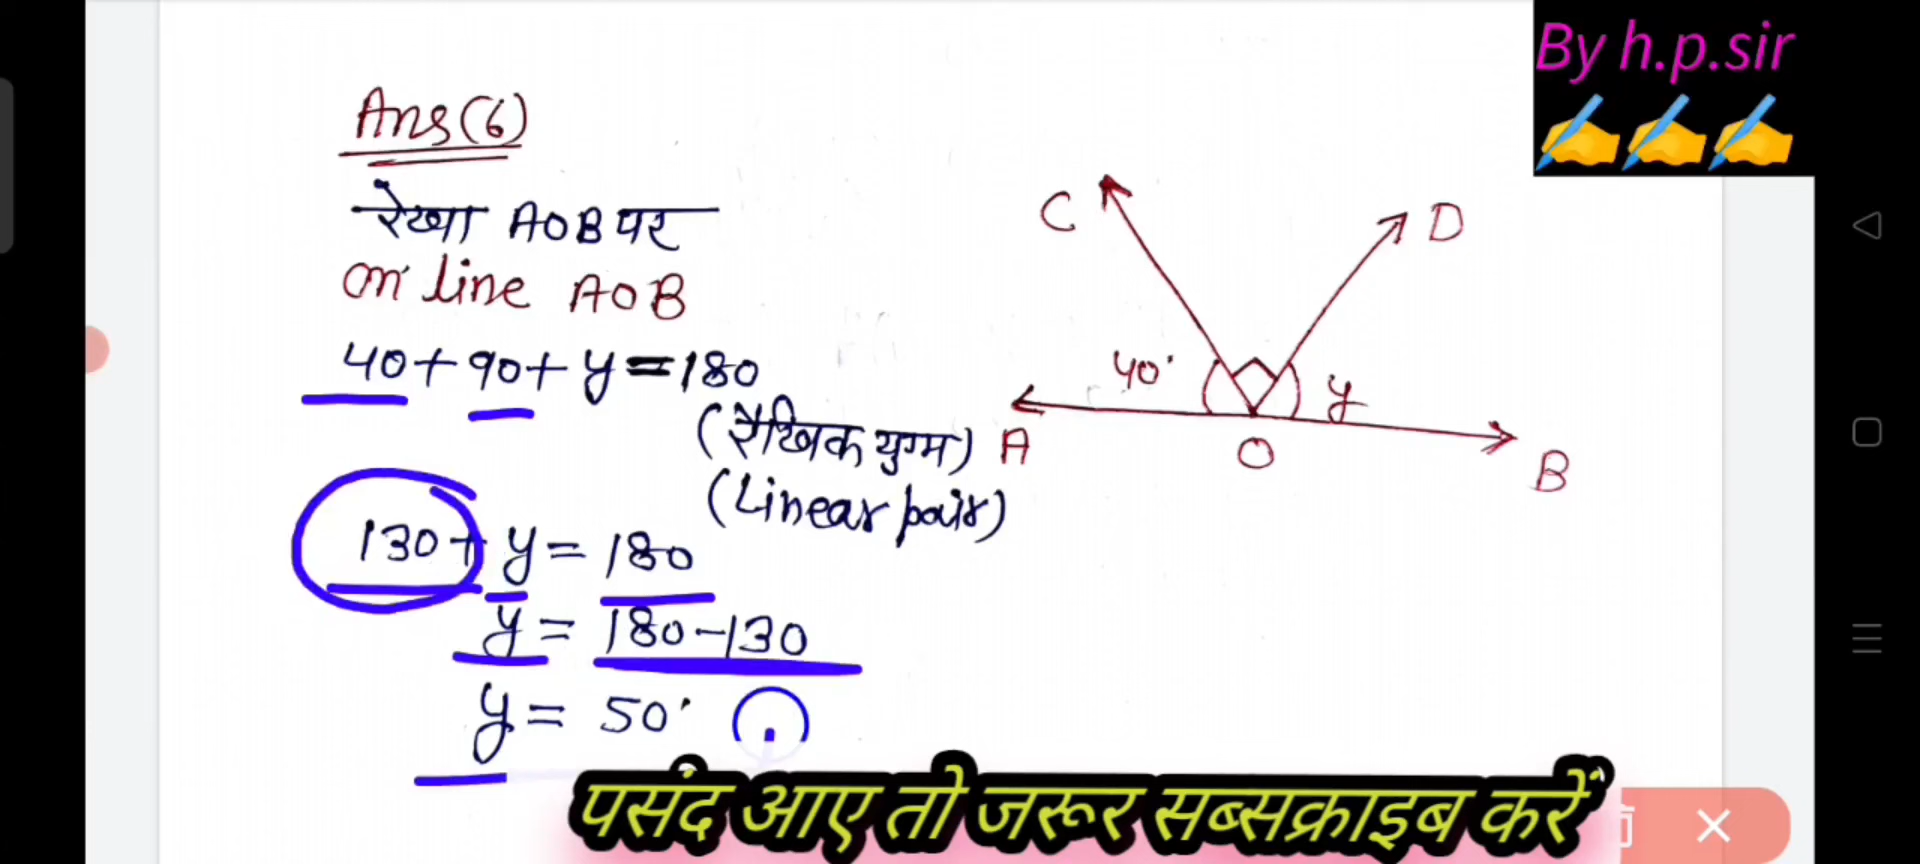 By h.p.sir
✍️✍️✍️
Ans(6)
रेखा AOB पर
on line AOB
40+90+y=180
(रैखिक युग्म)
(Linear pair)
130+y=180
y=180-130
y=50°
C
D
40°
y
A
O
B
पसंद आए तो जरूर सब्सक्राइब करें